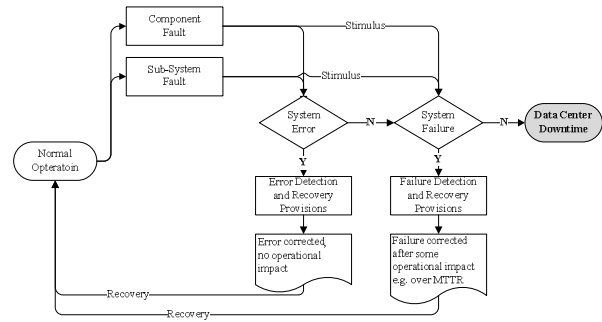 Component
Fault
Stimulus
Sub-System
Fault
Stimulus
System
Error
N
System
Failure
N
Data Center
Downtime
Normal
Opteratoin
Y
Y
Error Detection
and Recovery
Provisions
Failure Detection
and Recovery
Provisions
Error corrected,
no operational
impact
Failure corrected
after some
operational impact
e.g. over MTTR
Recovery
Recovery